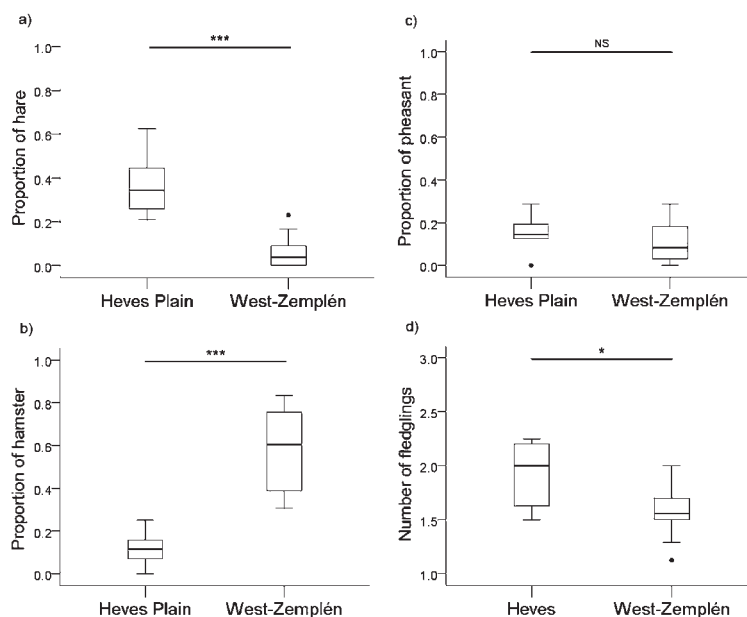 a)
***
1.0
0.8
0.6
0.4
0.2
0.0
Proportion of hare
Heves Plain West-Zemplén
c)
NS
1.0
0.8
0.6
0.4
0.2
0.0
Proportion of pheasant
Heves Plain West-Zemplén
b)
***
1.0
0.8
0.6
0.4
0.2
0.0
Proportion of hamster
Heves Plain West-Zemplén
d)
*
3.0
2.5
2.0
1.5
1.0
Number of fledglings
Heves West-Zemplén